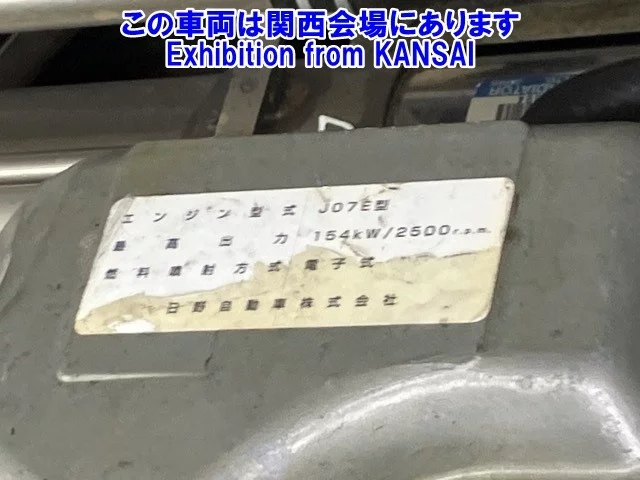 この車両は関西会場にあります
Exhibition from KANSAI
RADIATOR
エンジン型式 J07E型
最高出力 154kW/2500r.p.m.
燃料噴射方式 電子式
日野自動車株式会社